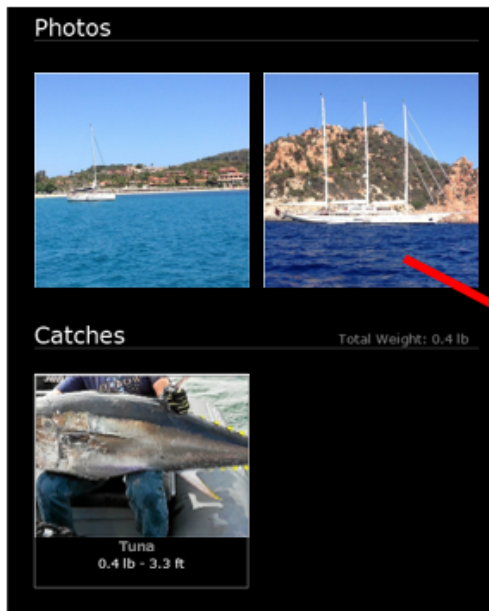 Photos
Catches
Total Weight: 0.4 lb
Tuna
0.4 lb - 3.3 ft